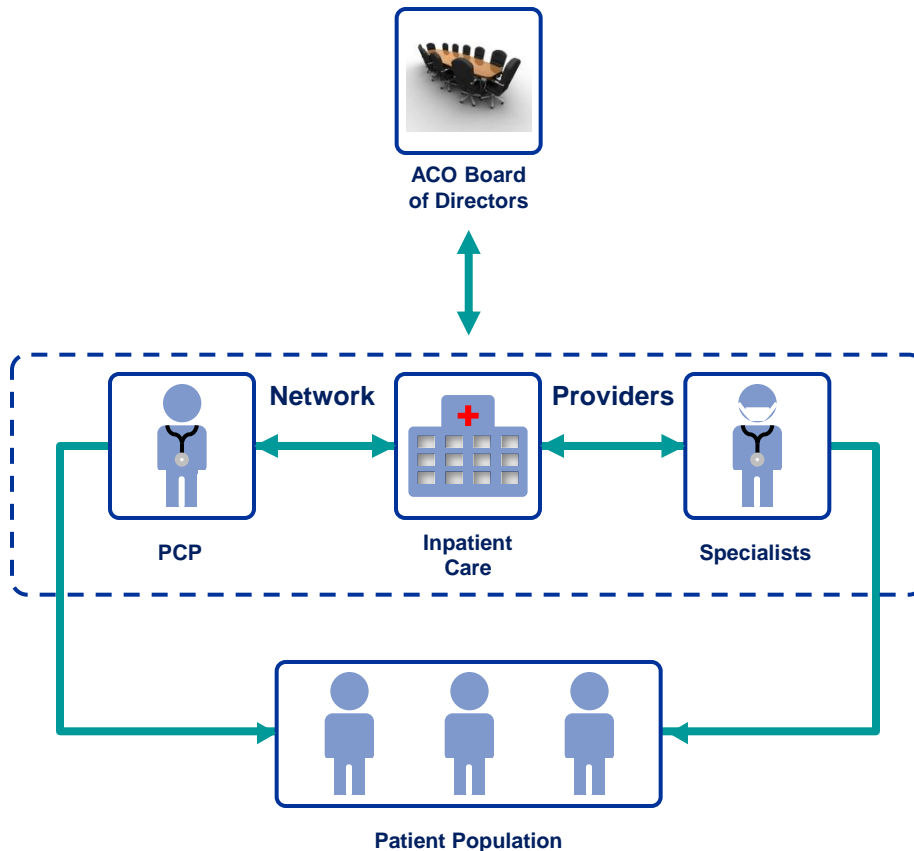 ACO Board
of Directors
Network
Providers
PCP
Inpatient
Care
Specialists
Patient Population